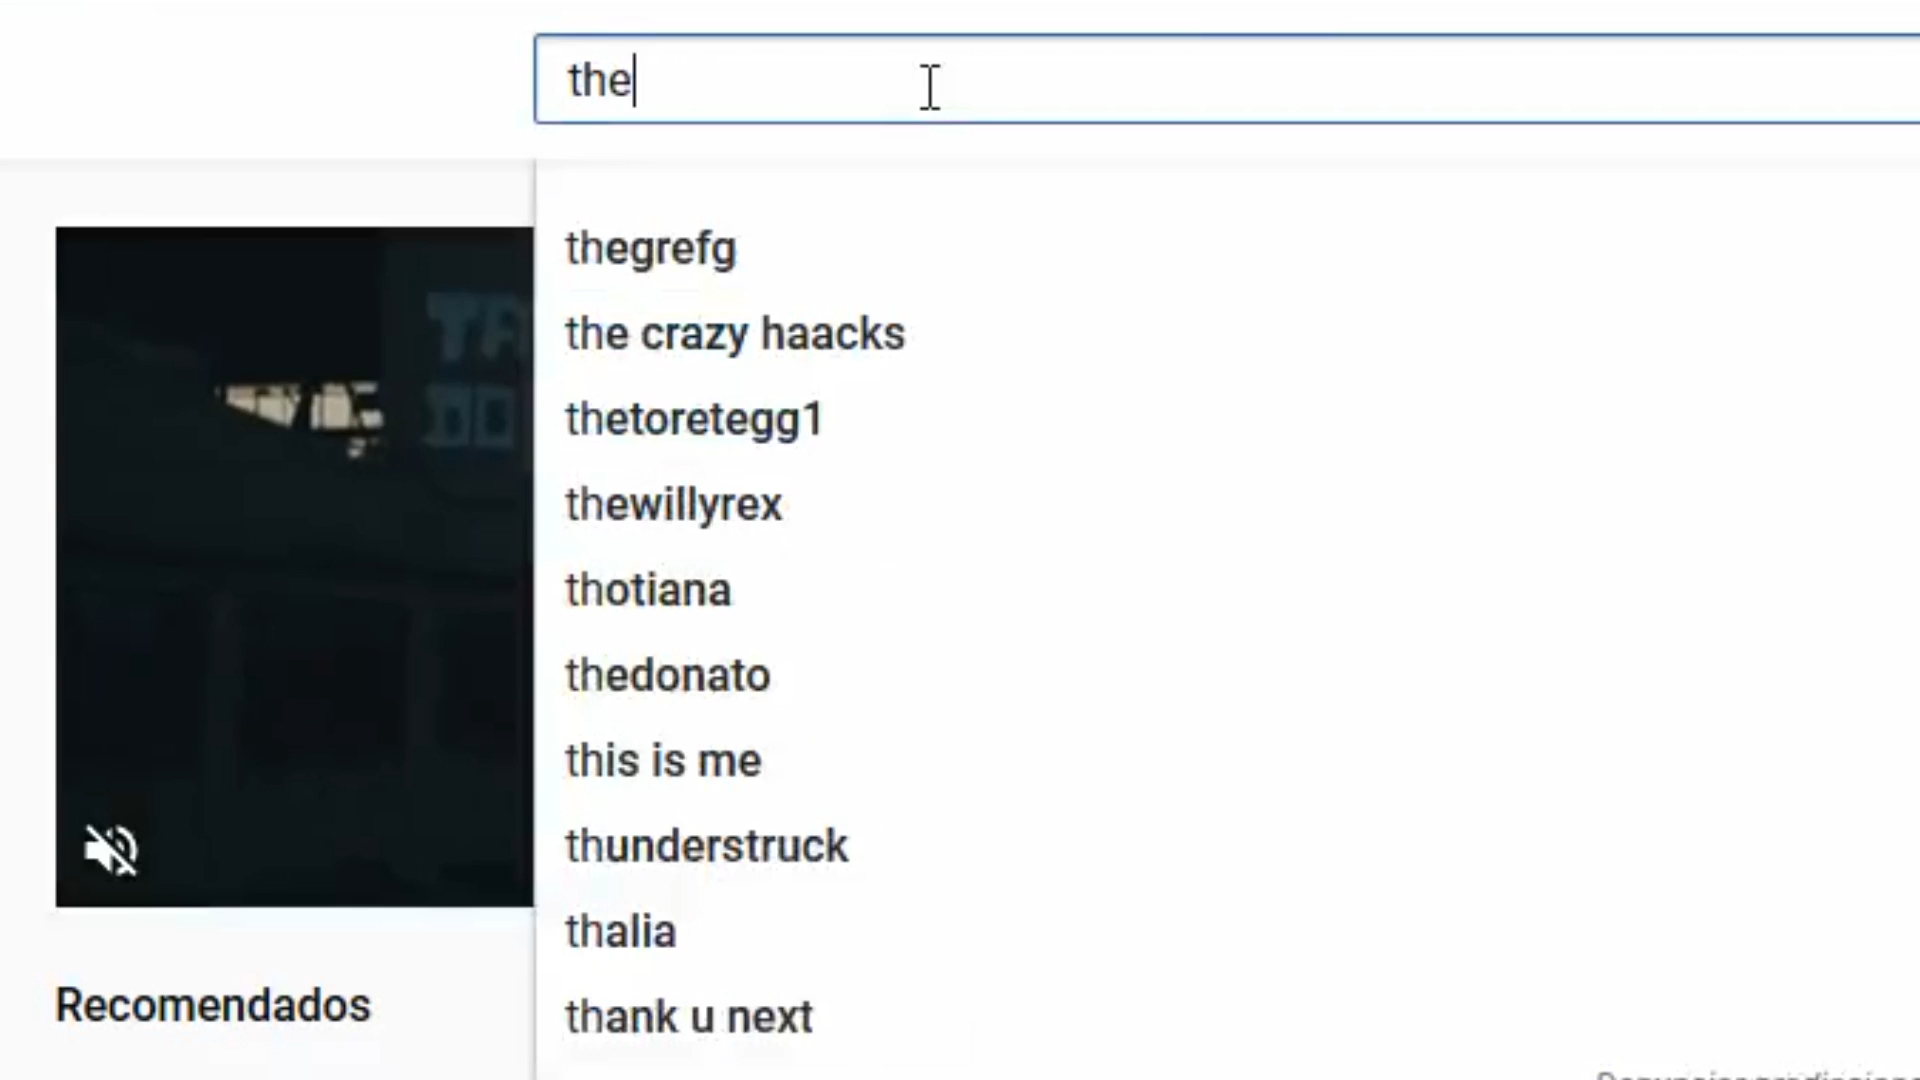 the
thegrefg
the crazy haacks
thetoretegg1
thewillyrex
thotiana
thedonato
this is me
thunderstruck
thalia
thank u next
Recomendados